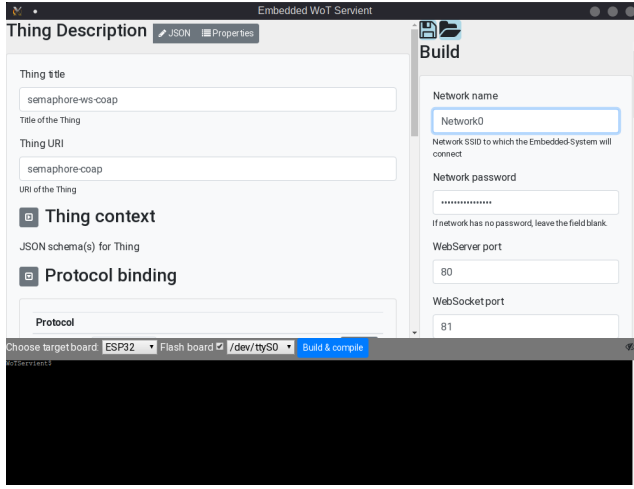 Embedded WoT Servient
Thing Description
JSON
Properties
Thing title
semaphore-ws-coap
Title of the Thing
Thing URI
semaphore-coap
URI of the Thing
Thing context
JSON schema(s) for Thing
Protocol binding
Protocol
Build
Network name
Network0
Network SSID to which the Embedded-System will
connect
Network password
••••••••••••••••
If network has no password, leave the field blank.
WebServer port
80
WebSocket port
81
Choose target board: ESP32 Flash board /dev/ttyS0 Build & compile
WoTServient$